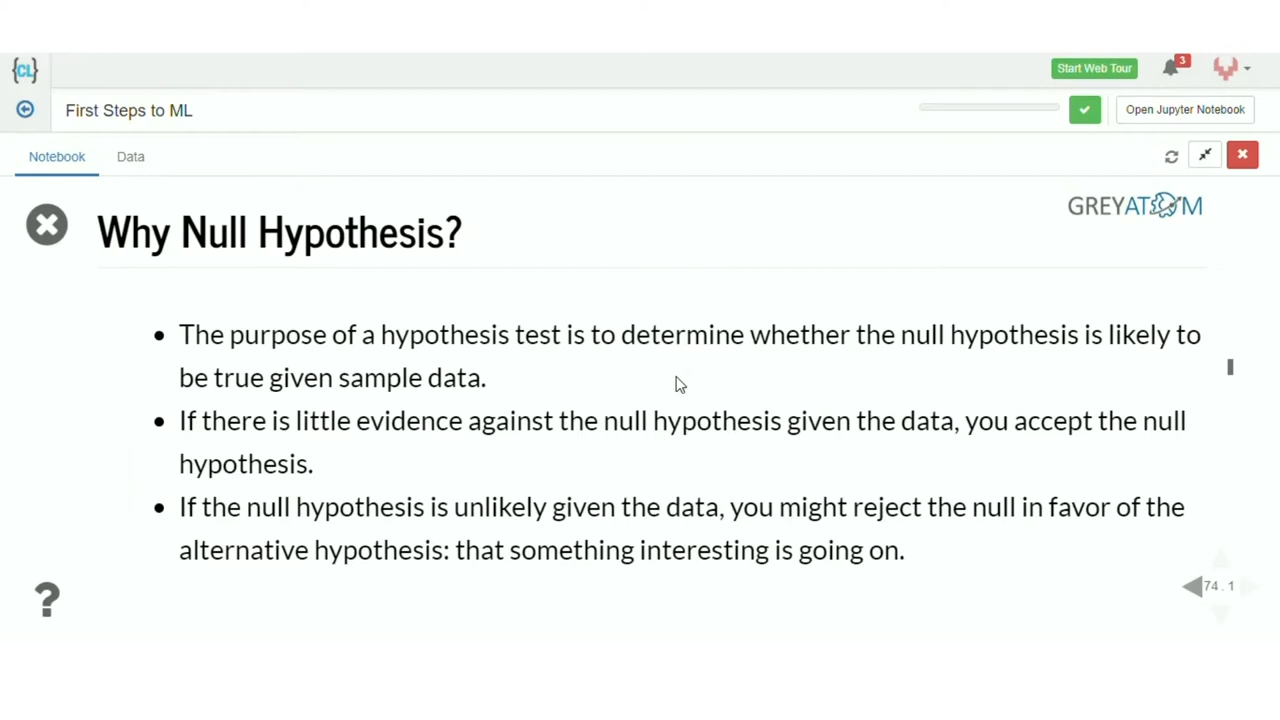 {CL}
Start Web Tour
3
First Steps to ML
Open Jupyter Notebook
Notebook
Data
GREYATOM
Why Null Hypothesis?
The purpose of a hypothesis test is to determine whether the null hypothesis is likely to
be true given sample data.
If there is little evidence against the null hypothesis given the data, you accept the null
hypothesis.
If the null hypothesis is unlikely given the data, you might reject the null in favor of the
alternative hypothesis: that something interesting is going on.
?
74.1